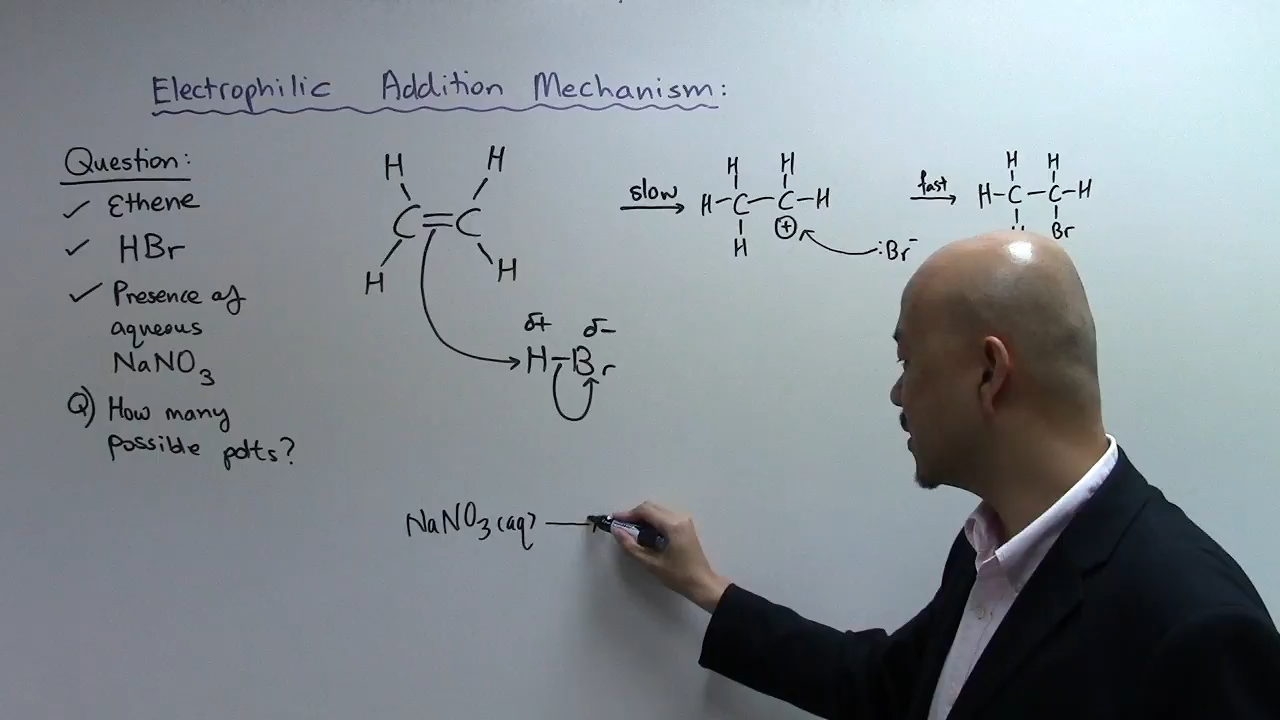 Electrophilic Addition Mechanism:
Question:
✓ Ethene
✓ HBr
✓ Presence of
aqueous
NaNO3
Q) How many
possible pdts?
H H
C=C
H H
δ+ δ-
H-Br
slow
H H
H-C-C-H
H ⊕
:Br⁻
fast
H H
H-C-C-H
Br
NaNO3(aq)